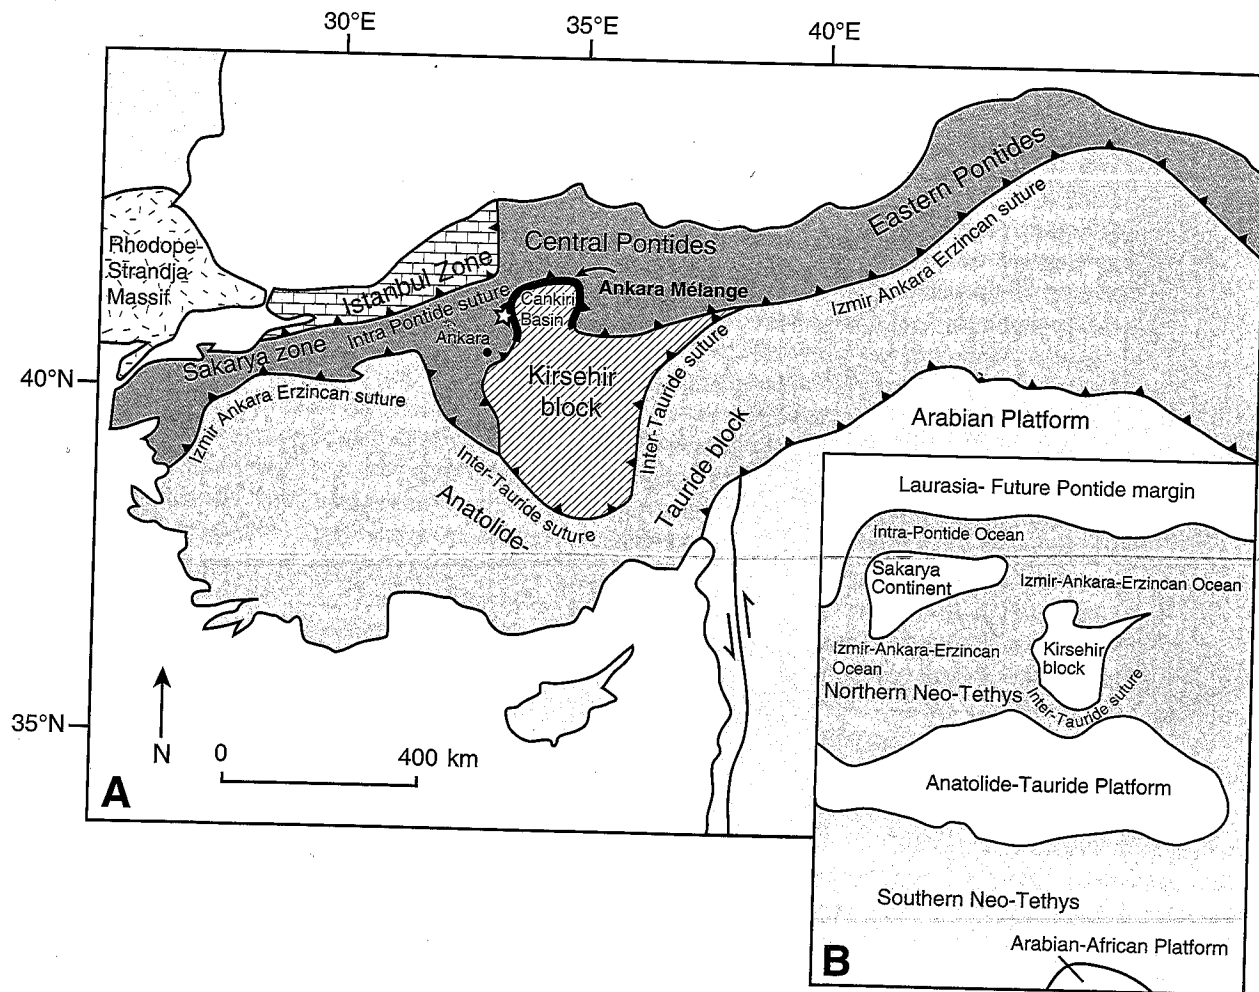 30°E
35°E
40°E
40°N
35°N
Rhodope-
Strandja
Massif
Istanbul Zone
Central Pontides
Eastern Pontides
Izmir Ankara Erzincan suture
Ankara Mélange
Çankiri
Basin
Intra Pontide suture
Ankara
Sakarya zone
Izmir Ankara Erzincan suture
Kirsehir
block
Inter-Tauride suture
Inter-Tauride suture
Anatolide-
Tauride block
Arabian Platform
N
0
400 km
A
Laurasia- Future Pontide margin
Intra-Pontide Ocean
Sakarya
Continent
Izmir-Ankara-Erzincan Ocean
Izmir-Ankara-Erzincan
Ocean
Kirsehir
block
Northern Neo-Tethys
Inter-Tauride suture
Anatolide-Tauride Platform
Southern Neo-Tethys
Arabian-African Platform
B